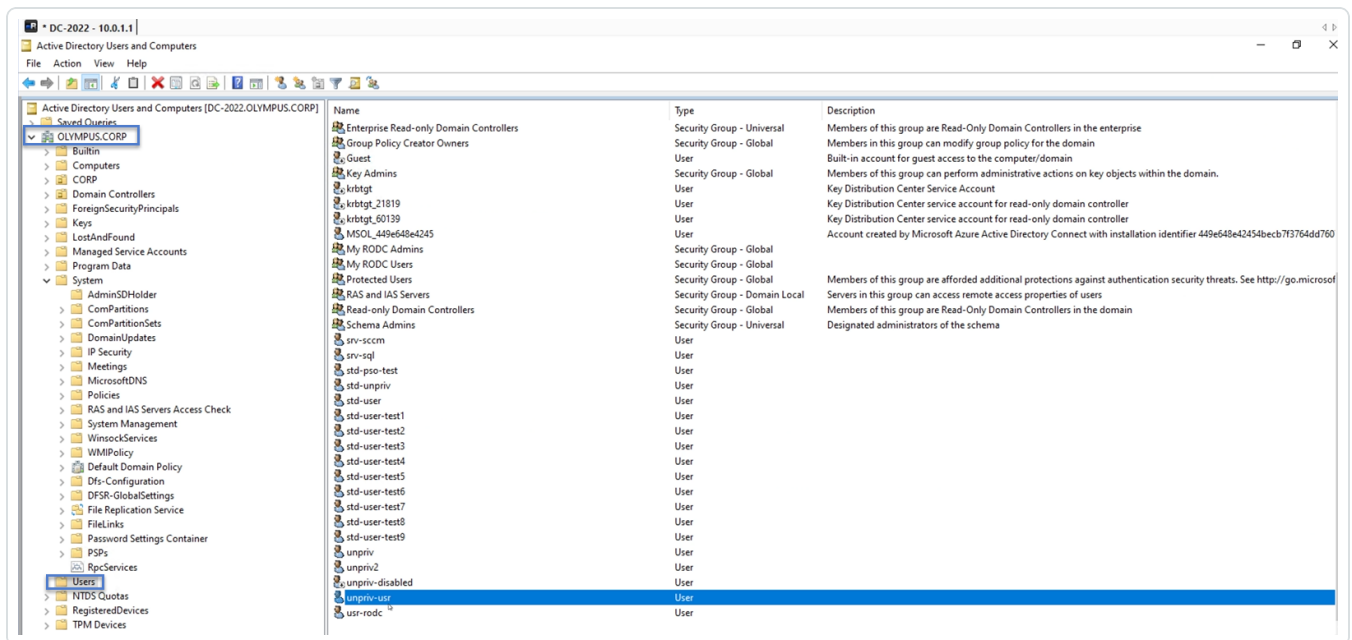 * DC-2022 - 10.0.1.1
Active Directory Users and Computers
File Action View Help
Active Directory Users and Computers [DC-2022.OLYMPUS.CORP]
Saved Queries
OLYMPUS.CORP
Builtin
Computers
CORP
Domain Controllers
ForeignSecurityPrincipals
Keys
LostAndFound
Managed Service Accounts
Program Data
System
AdminSDHolder
ComPartitions
ComPartitionSets
DomainUpdates
IP Security
Meetings
MicrosoftDNS
Policies
RAS and IAS Servers Access Check
System Management
WinsockServices
WMIPolicy
Default Domain Policy
Dfs-Configuration
DFSR-GlobalSettings
File Replication Service
FileLinks
Password Settings Container
PSPs
RpcServices
Users
NTDS Quotas
RegisteredDevices
TPM Devices
Name Type Description
Enterprise Read-only Domain Controllers Security Group - Universal Members of this group are Read-Only Domain Controllers in the enterprise
Group Policy Creator Owners Security Group - Global Members in this group can modify group policy for the domain
Guest User Built-in account for guest access to the computer/domain
Key Admins Security Group - Global Members of this group can perform administrative actions on key objects within the domain.
krbtgt User Key Distribution Center Service Account
krbtgt_21819 User Key Distribution Center service account for read-only domain controller
krbtgt_60139 User Key Distribution Center service account for read-only domain controller
MSOL_449e648e4245 User Account created by Microsoft Azure Active Directory Connect with installation identifier 449e648e42454becb7f3764dd760
My RODC Admins Security Group - Global
My RODC Users Security Group - Global
Protected Users Security Group - Global Members of this group are afforded additional protections against authentication security threats. See http://go.microsof
RAS and IAS Servers Security Group - Domain Local Servers in this group can access remote access properties of users
Read-only Domain Controllers Security Group - Global Members of this group are Read-Only Domain Controllers in the domain
Schema Admins Security Group - Universal Designated administrators of the schema
srv-sccm User
srv-sql User
std-pso-test User
std-unpriv User
std-user User
std-user-test1 User
std-user-test2 User
std-user-test3 User
std-user-test4 User
std-user-test5 User
std-user-test6 User
std-user-test7 User
std-user-test8 User
std-user-test9 User
unpriv User
unpriv2 User
unpriv-disabled User
unpriv-usr User
usr-rodc User